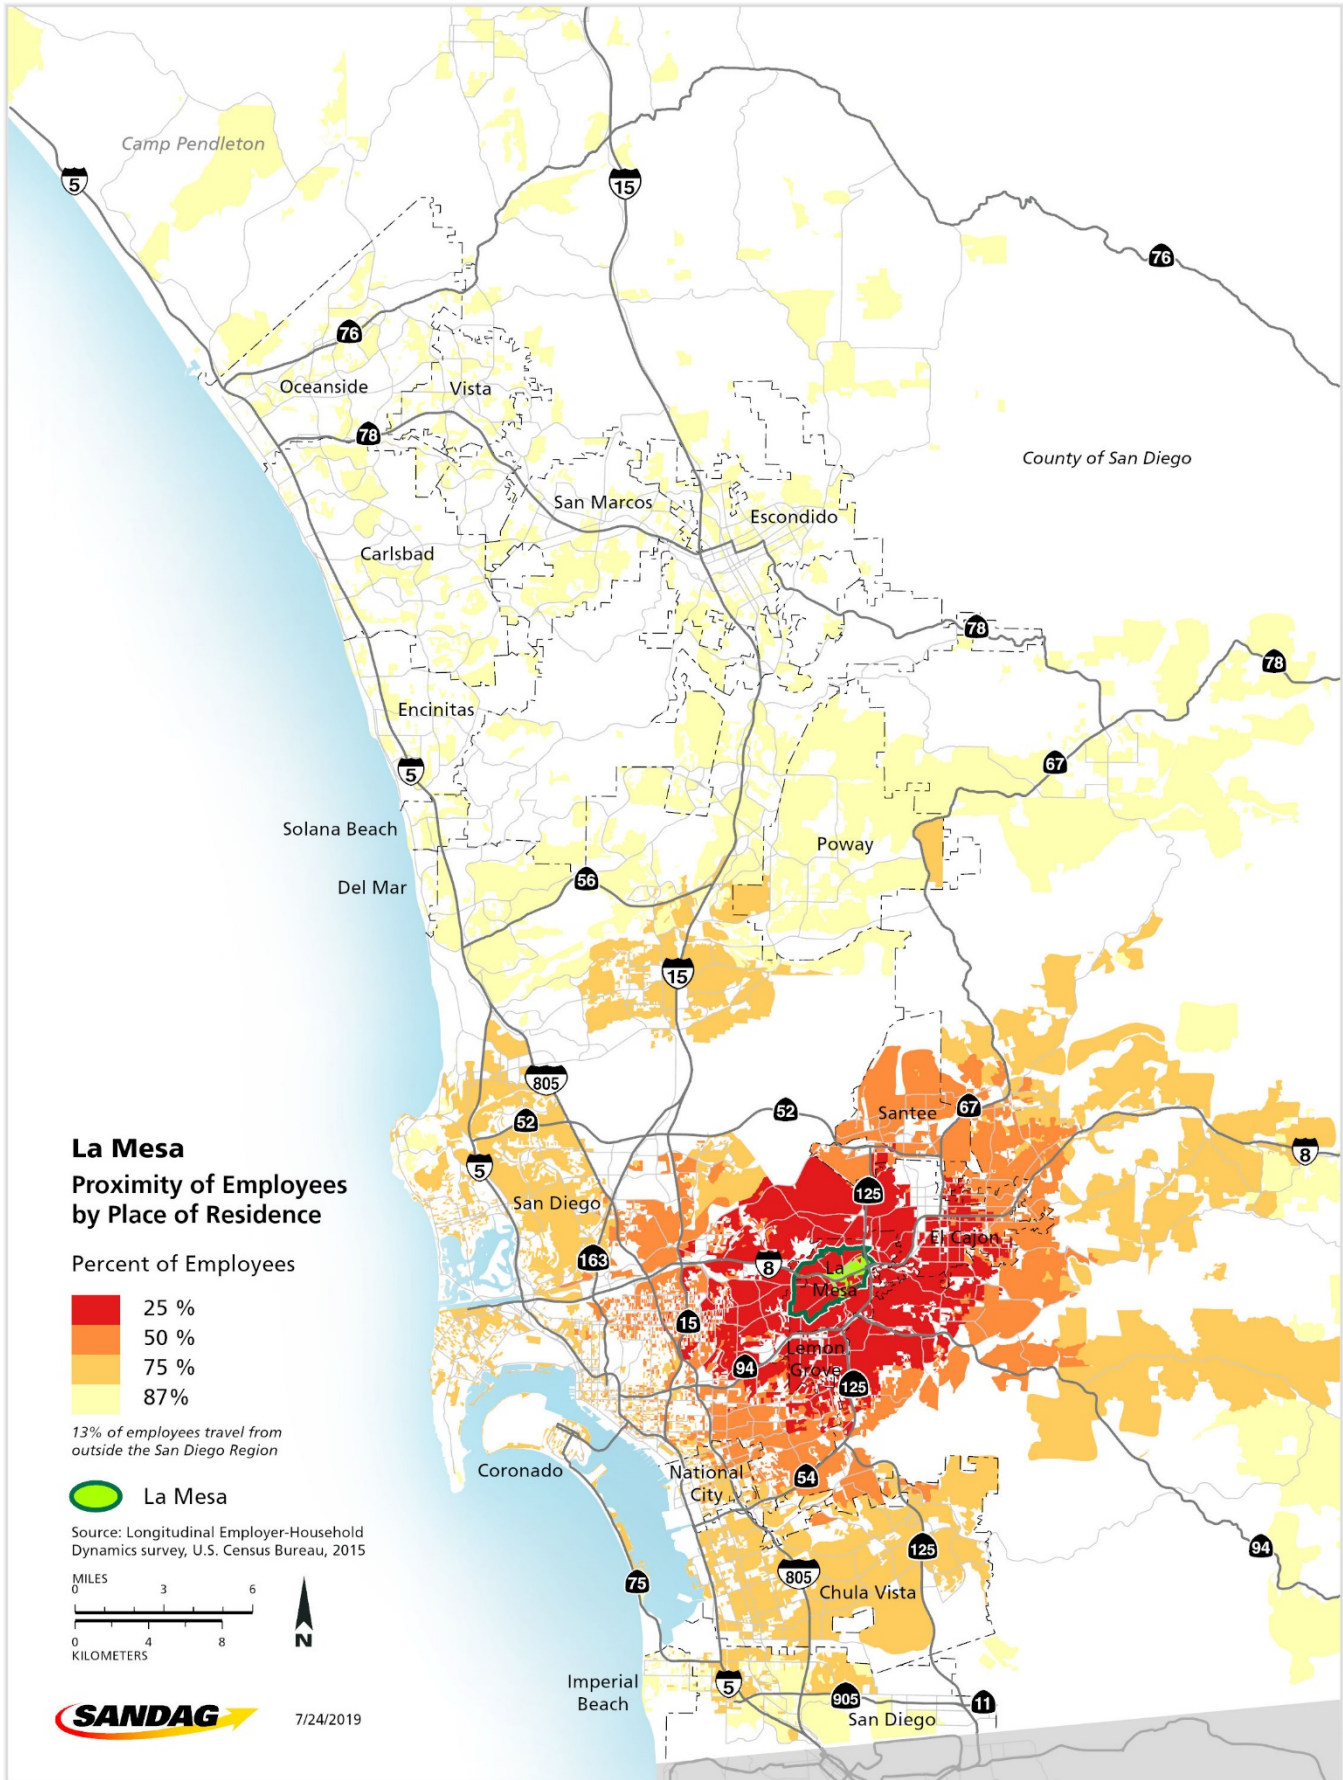 Camp Pendleton
5
15
76
76
Oceanside
Vista
78
County of San Diego
San Marcos
Escondido
Carlsbad
78
78
Encinitas
67
5
Solana Beach
Poway
Del Mar
56
15
805
52
52
Santee
67
8
5
125
San Diego
El Cajon
163
8
La
Mesa
15
Lemon
Grove
94
125
Coronado
National
City
54
125
94
75
805
Chula Vista
Imperial
Beach
5
905
11
San Diego
La Mesa
Proximity of Employees
by Place of Residence
Percent of Employees
25 %
50 %
75 %
87%
13% of employees travel from
outside the San Diego Region
La Mesa
Source: Longitudinal Employer-Household
Dynamics survey, U.S. Census Bureau, 2015
MILES
0 3 6
0 4 8
KILOMETERS
N
SANDAG
7/24/2019